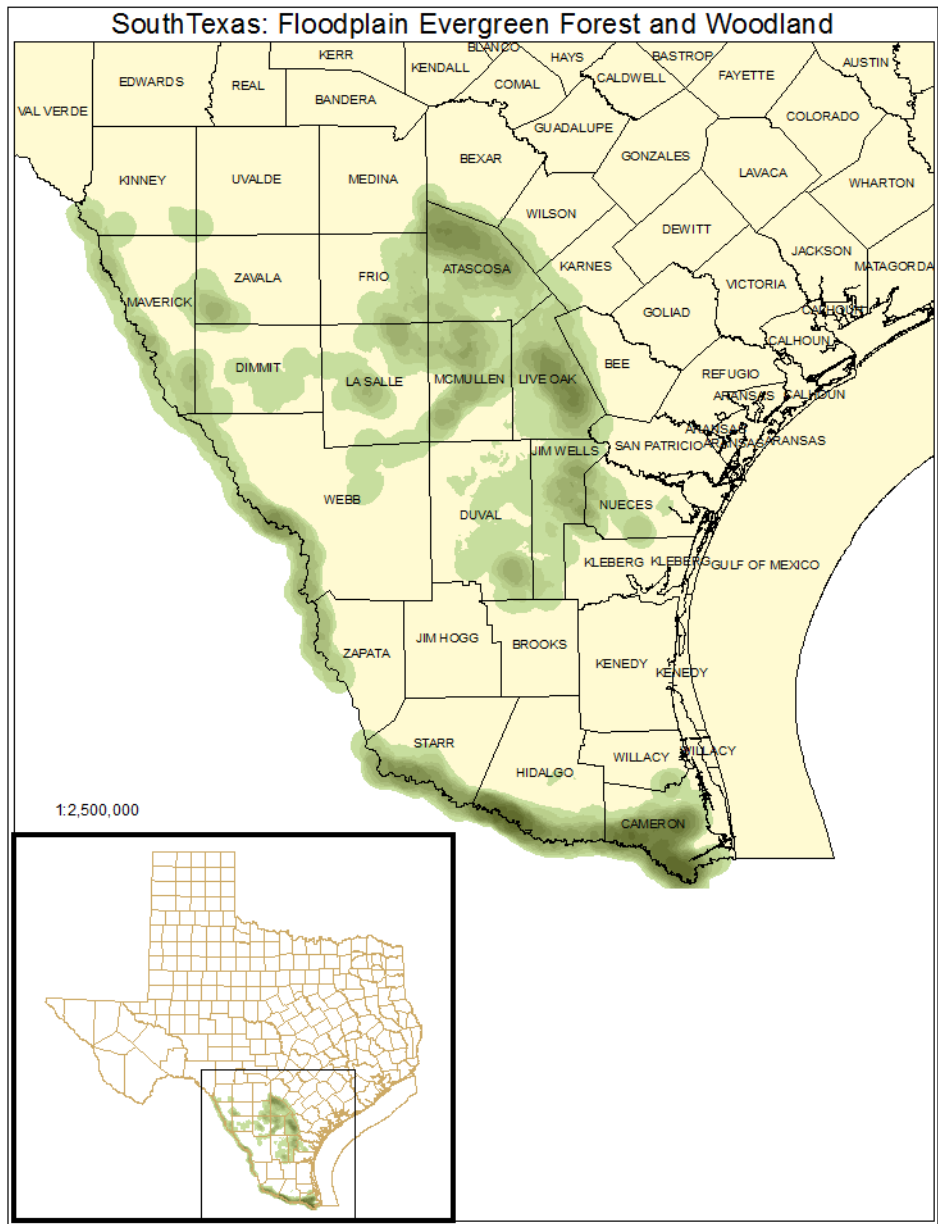 SouthTexas: Floodplain Evergreen Forest and Woodland
BLANCO
HAYS
BASTROP
AUSTIN
KERR
KENDALL
CALDWELL
FAYETTE
EDWARDS
REAL
COMAL
BANDERA
VAL VERDE
COLORADO
GUADALUPE
BEXAR
GONZALES
LAVACA
KINNEY
UVALDE
MEDINA
WHARTON
WILSON
DEWITT
JACKSON
KARNES
MATAGORDA
ZAVALA
FRIO
ATASCOSA
VICTORIA
MAVERICK
GOLIAD
CALHOUN
CALHOUN
DIMMIT
LA SALLE
MCMULLEN
LIVE OAK
BEE
REFUGIO
ARANSAS
CALHOUN
ARANSAS
SAN PATRICIO
ARANSAS
ARANSAS
JIM WELLS
WEBB
DUVAL
NUECES
KLEBERG
KLEBERG
GULF OF MEXICO
ZAPATA
JIM HOGG
BROOKS
KENEDY
KENEDY
STARR
WILLACY
WILLACY
HIDALGO
CAMERON
1:2,500,000